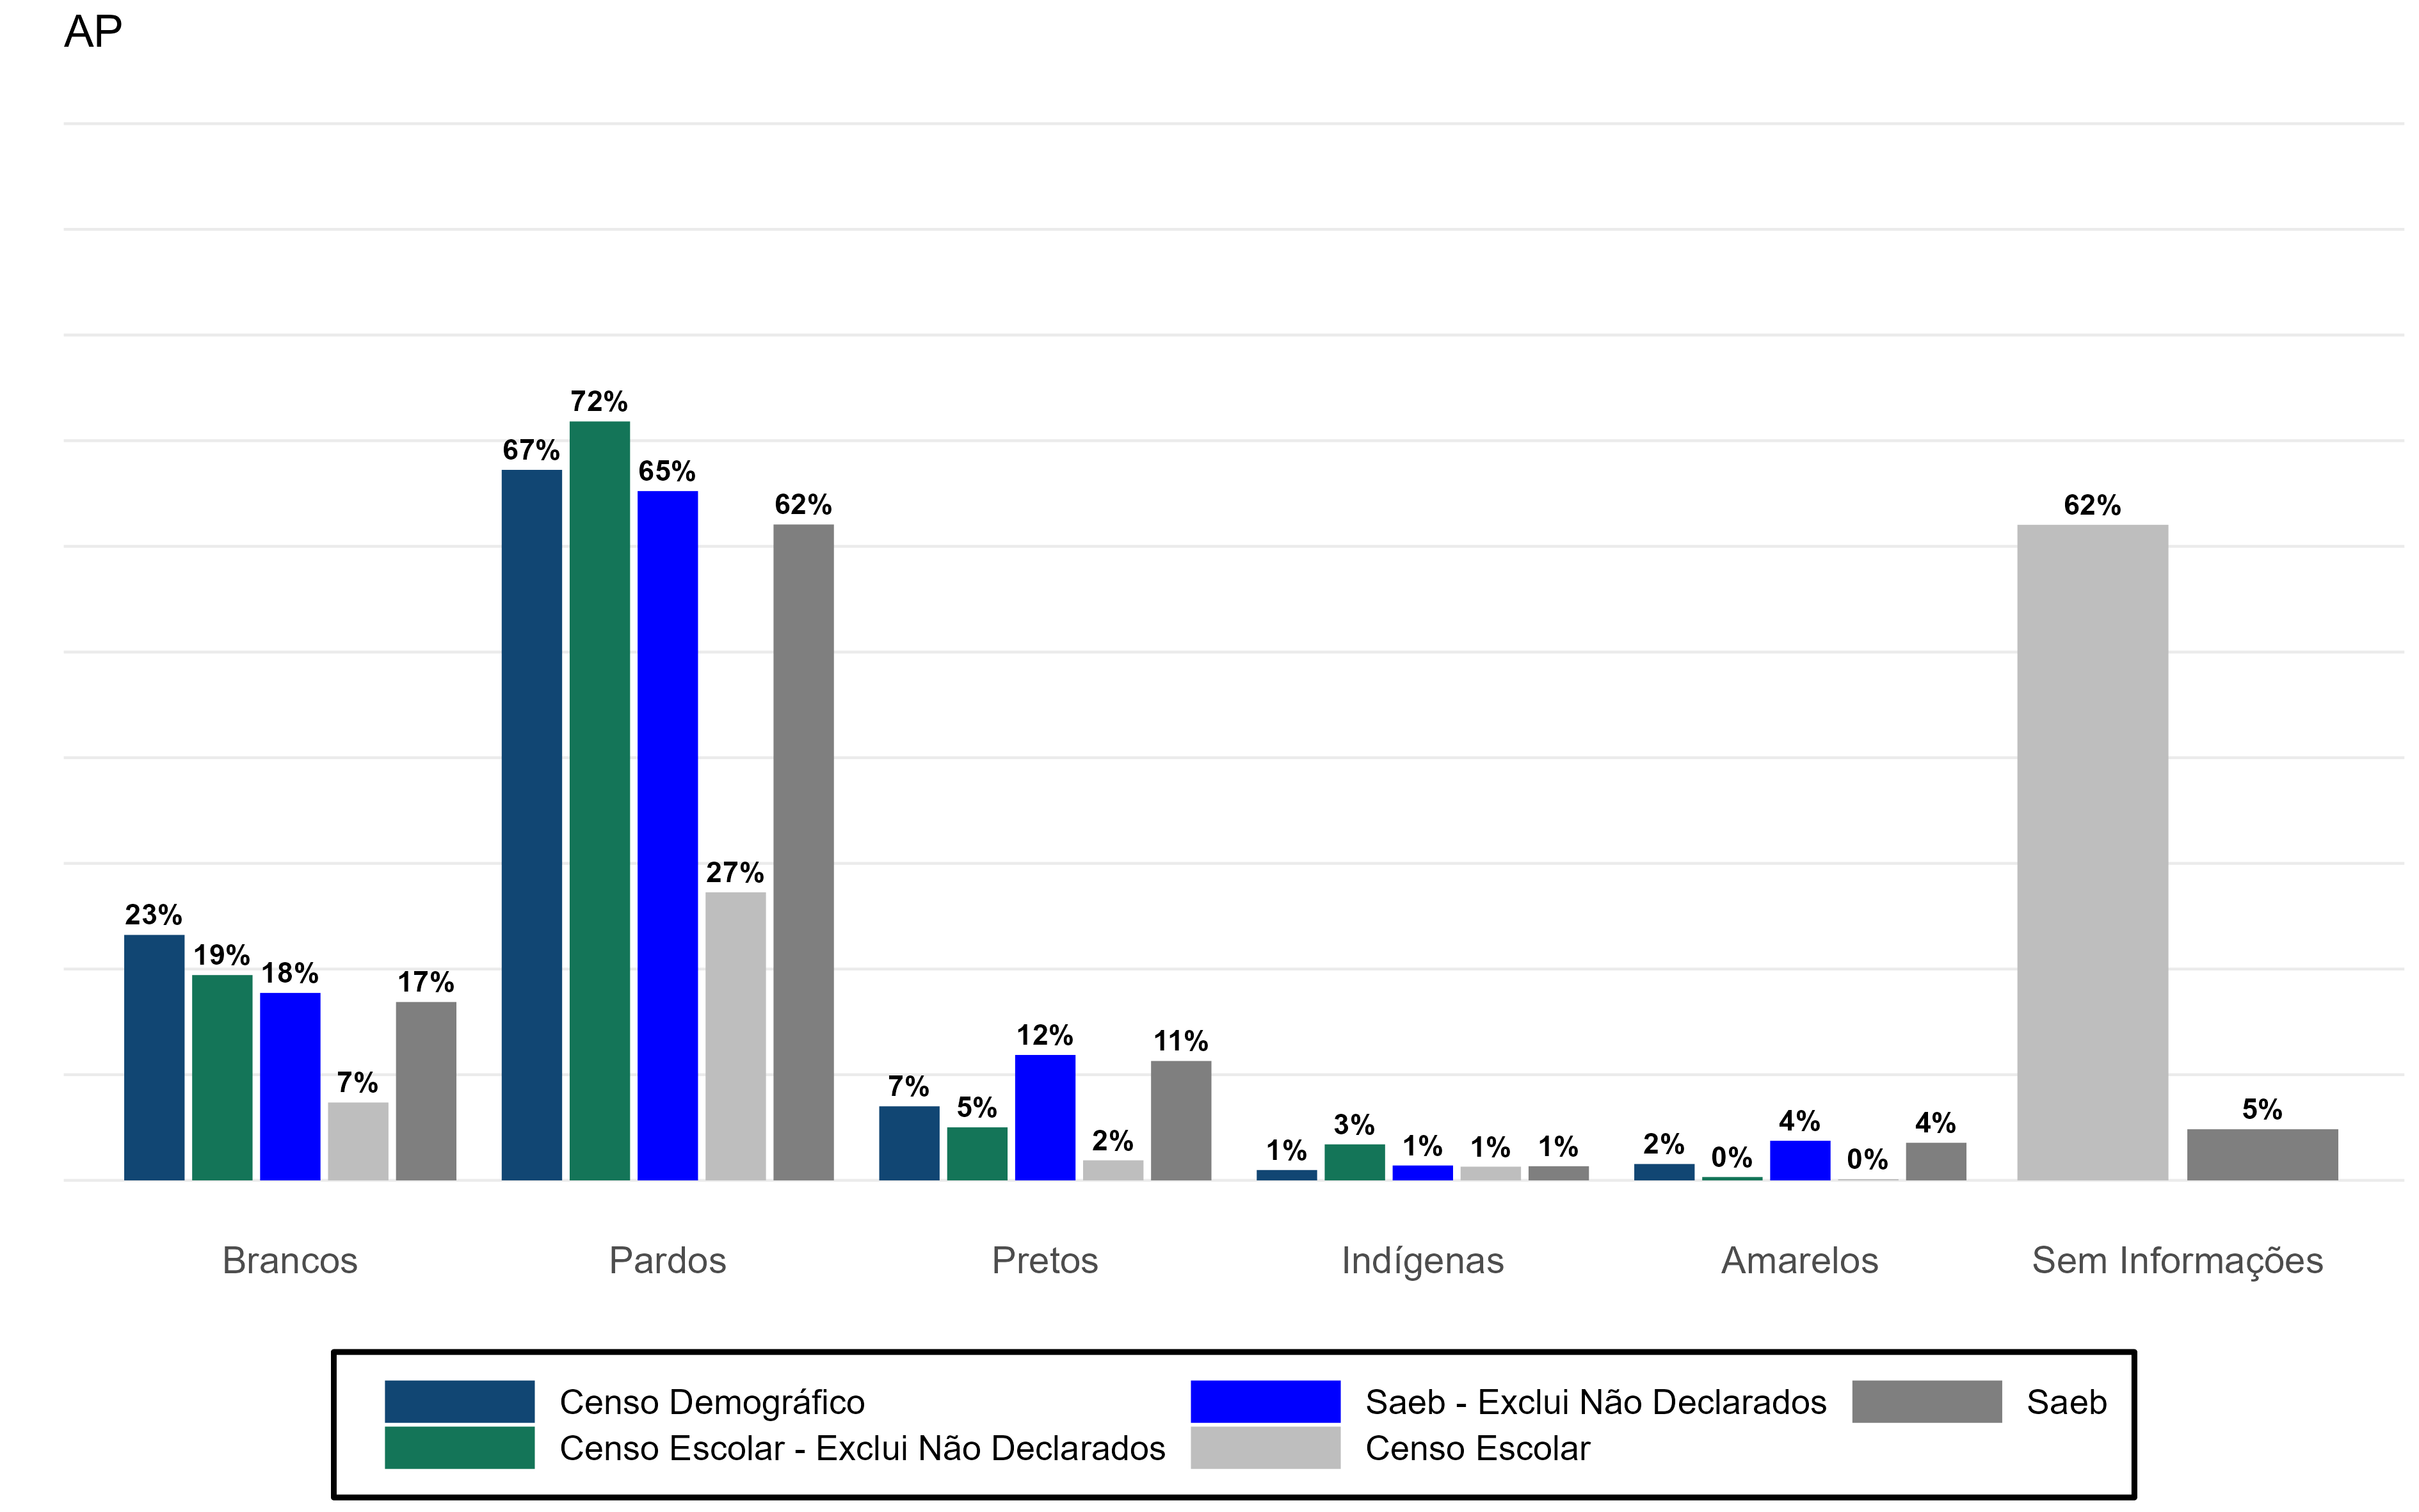 AP
23%
19%
18%
7%
17%
67%
72%
65%
27%
62%
7%
5%
12%
2%
11%
1%
3%
1%
1%
1%
2%
0%
4%
0%
4%
62%
5%
Brancos
Pardos
Pretos
Indígenas
Amarelos
Sem Informações
Censo Demográfico
Saeb - Exclui Não Declarados
Saeb
Censo Escolar - Exclui Não Declarados
Censo Escolar